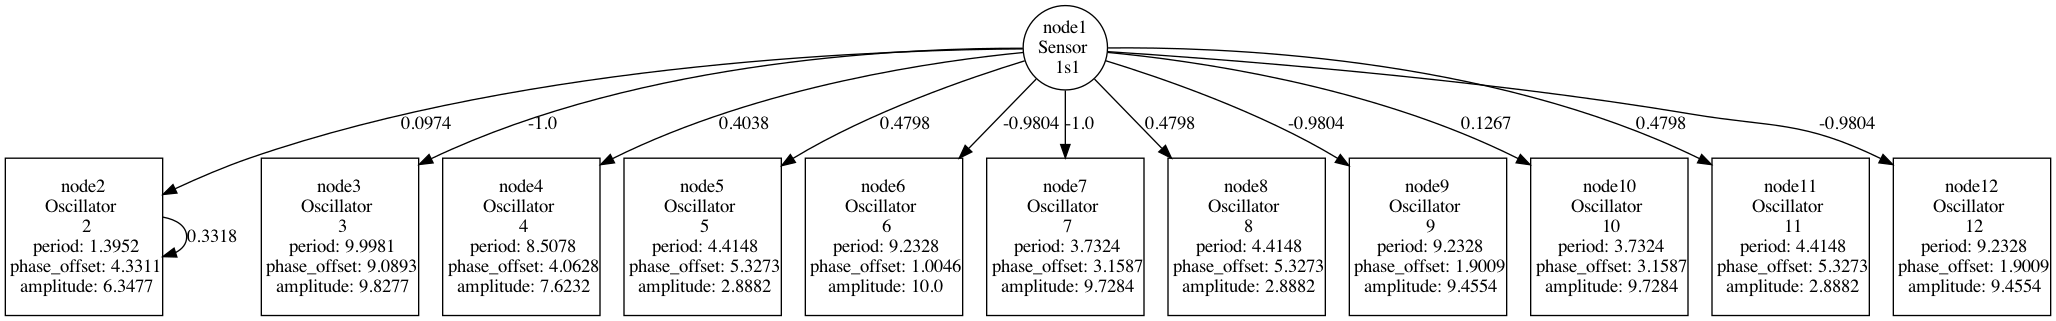 node1
Sensor
1s1
0.0974
-1.0
0.4038
0.4798
-0.9804
-1.0
0.4798
-0.9804
0.1267
0.4798
-0.9804
node2
Oscillator
2
period: 1.3952
phase_offset: 4.3311
amplitude: 6.3477
0.3318
node3
Oscillator
3
period: 9.9981
phase_offset: 9.0893
amplitude: 9.8277
node4
Oscillator
4
period: 8.5078
phase_offset: 4.0628
amplitude: 7.6232
node5
Oscillator
5
period: 4.4148
phase_offset: 5.3273
amplitude: 2.8882
node6
Oscillator
6
period: 9.2328
phase_offset: 1.0046
amplitude: 10.0
node7
Oscillator
7
period: 3.7324
phase_offset: 3.1587
amplitude: 9.7284
node8
Oscillator
8
period: 4.4148
phase_offset: 5.3273
amplitude: 2.8882
node9
Oscillator
9
period: 9.2328
phase_offset: 1.9009
amplitude: 9.4554
node10
Oscillator
10
period: 3.7324
phase_offset: 3.1587
amplitude: 9.7284
node11
Oscillator
11
period: 4.4148
phase_offset: 5.3273
amplitude: 2.8882
node12
Oscillator
12
period: 9.2328
phase_offset: 1.9009
amplitude: 9.4554